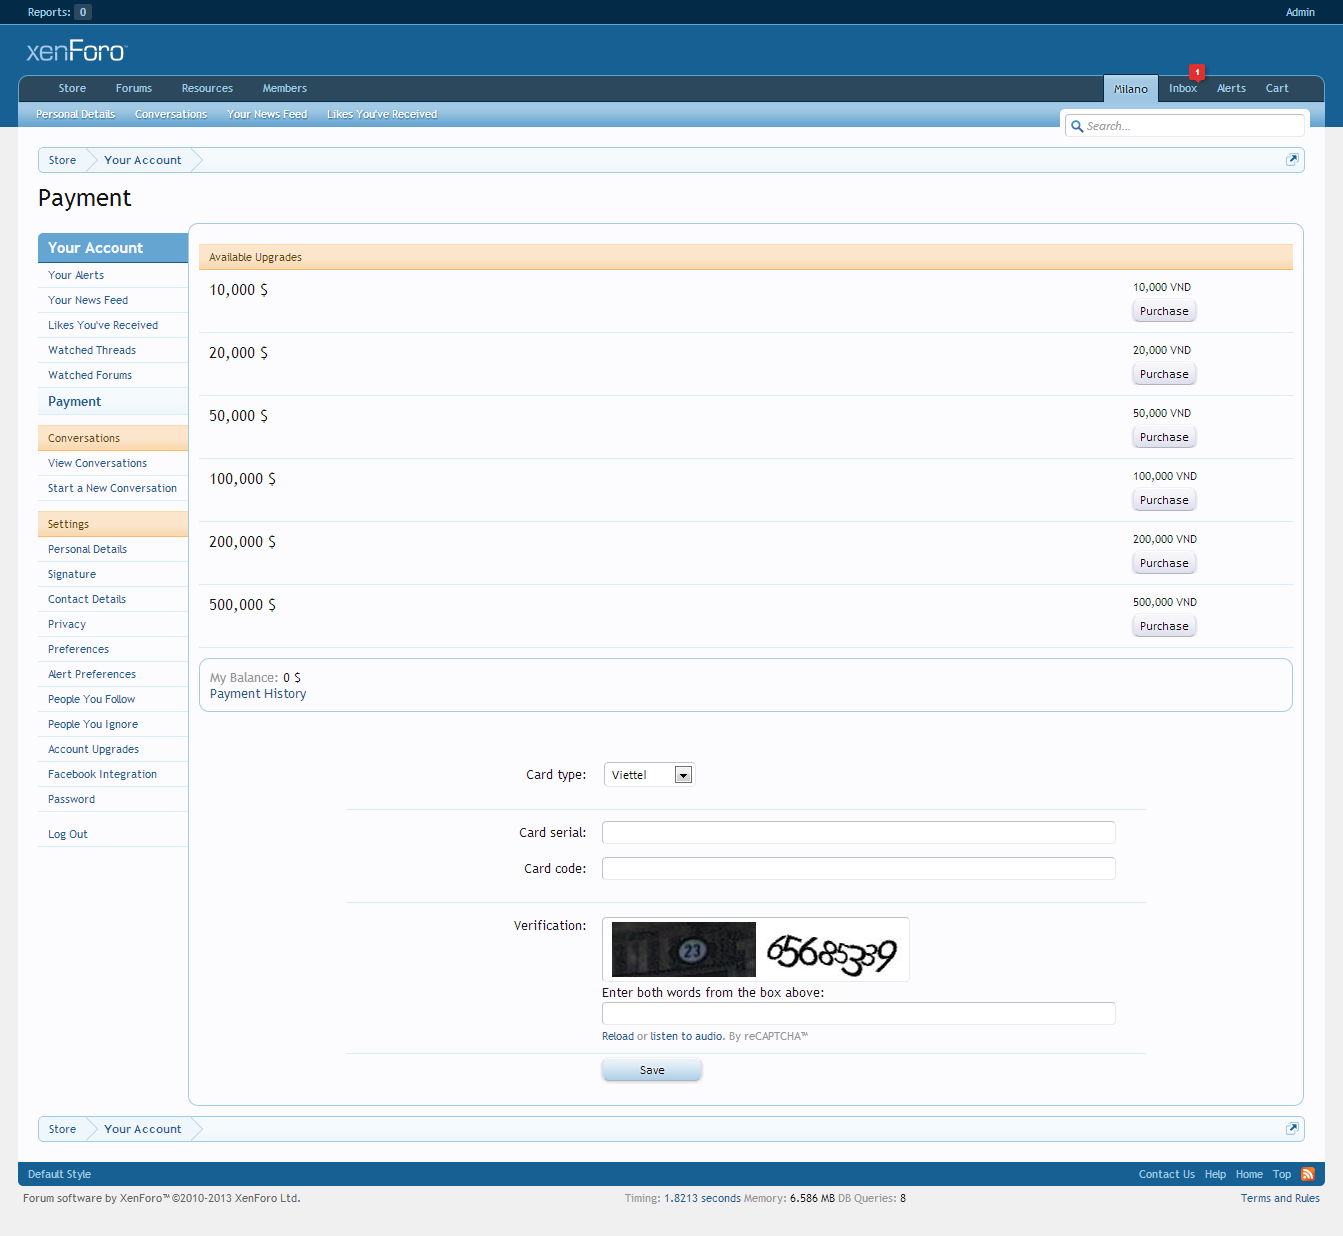 Reports: 0 Admin
xenForo™
Store Forums Resources Members Milano Inbox 1 Alerts Cart
Personal Details Conversations Your News Feed Likes You've Received
Search...
Store Your Account
Payment
Your Account
Your Alerts
Your News Feed
Likes You've Received
Watched Threads
Watched Forums
Payment
Conversations
View Conversations
Start a New Conversation
Settings
Personal Details
Signature
Contact Details
Privacy
Preferences
Alert Preferences
People You Follow
People You Ignore
Account Upgrades
Facebook Integration
Password
Log Out
Available Upgrades
10,000 $ 10,000 VND
Purchase
20,000 $ 20,000 VND
Purchase
50,000 $ 50,000 VND
Purchase
100,000 $ 100,000 VND
Purchase
200,000 $ 200,000 VND
Purchase
500,000 $ 500,000 VND
Purchase
My Balance: 0 $
Payment History
Card type: Viettel
Card serial:
Card code:
Verification: 23 65685339
Enter both words from the box above:
Reload or listen to audio. By reCAPTCHA™
Save
Store Your Account
Default Style Contact Us Help Home Top
Forum software by XenForo™ ©2010-2013 XenForo Ltd. Timing: 1.8213 seconds Memory: 6.586 MB DB Queries: 8 Terms and Rules